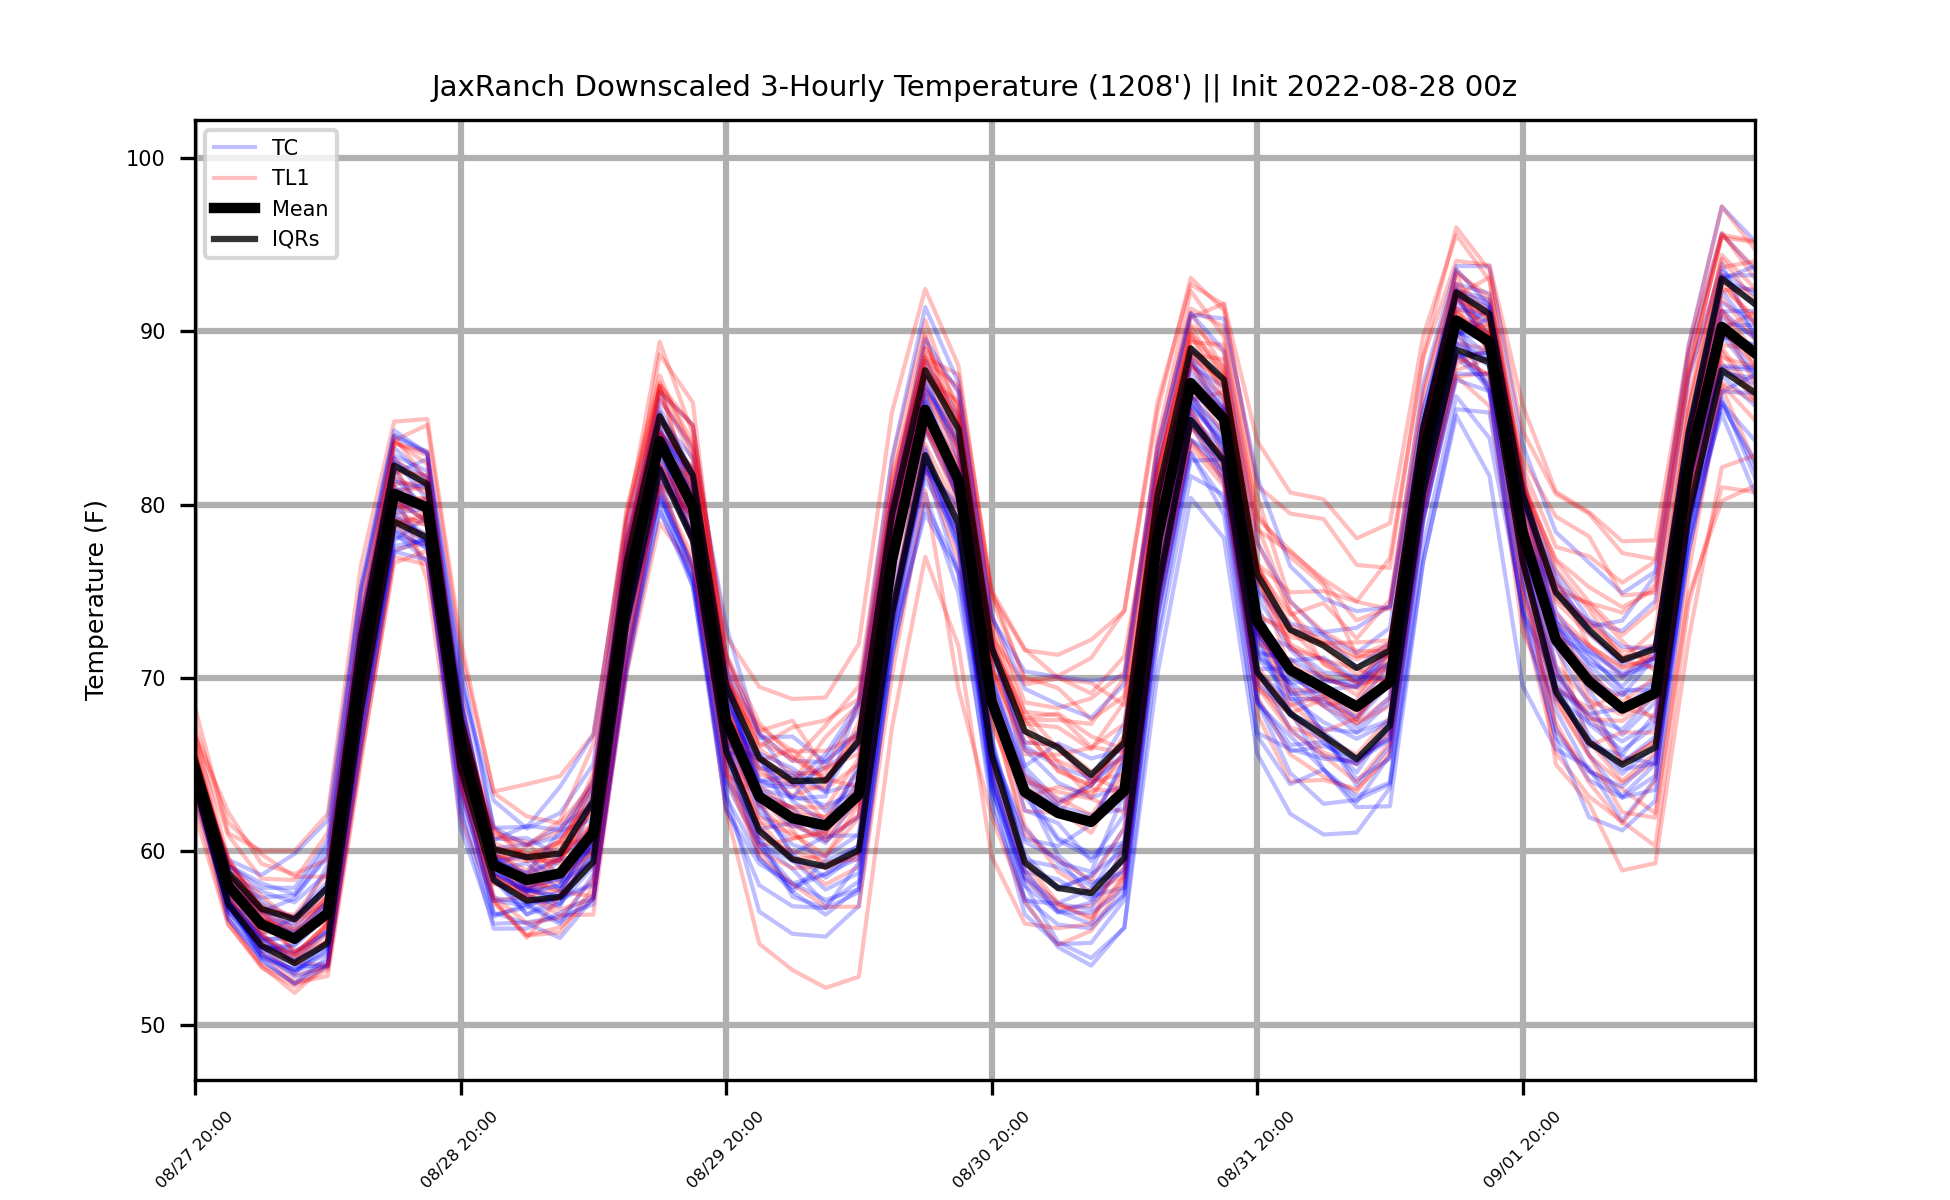 JaxRanch Downscaled 3-Hourly Temperature (1208') || Init 2022-08-28 00z
TC
TL1
Mean
IQRs
Temperature (F)
100
90
80
70
60
50
08/27 20:00
08/28 20:00
08/29 20:00
08/30 20:00
08/31 20:00
09/01 20:00